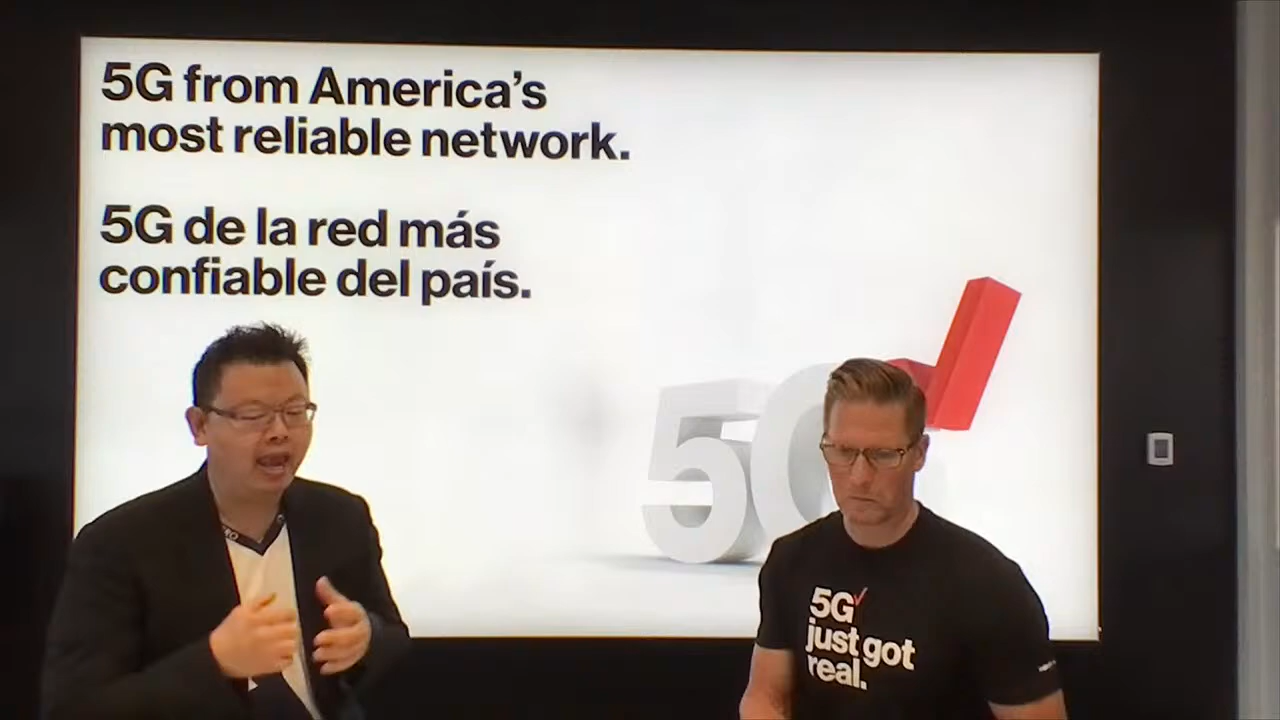 5G from America's
most reliable network.
5G de la red más
confiable del país.
5G
5G
just got
real.